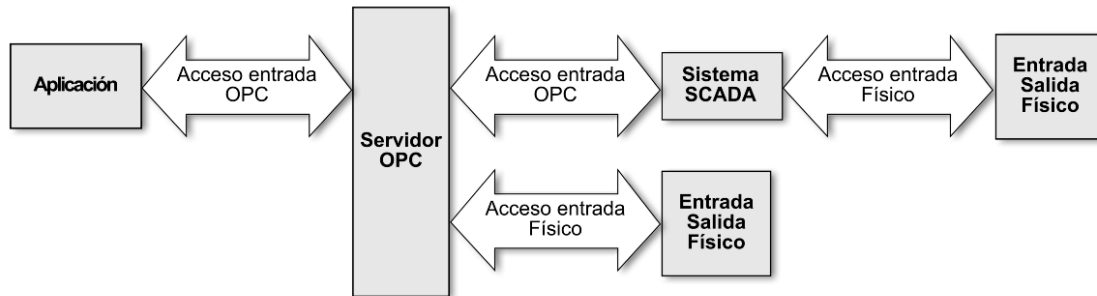 Aplicación
Acceso entrada
OPC
Servidor
OPC
Acceso entrada
OPC
Sistema
SCADA
Acceso entrada
Físico
Entrada
Salida
Físico
Acceso entrada
Físico
Entrada
Salida
Físico